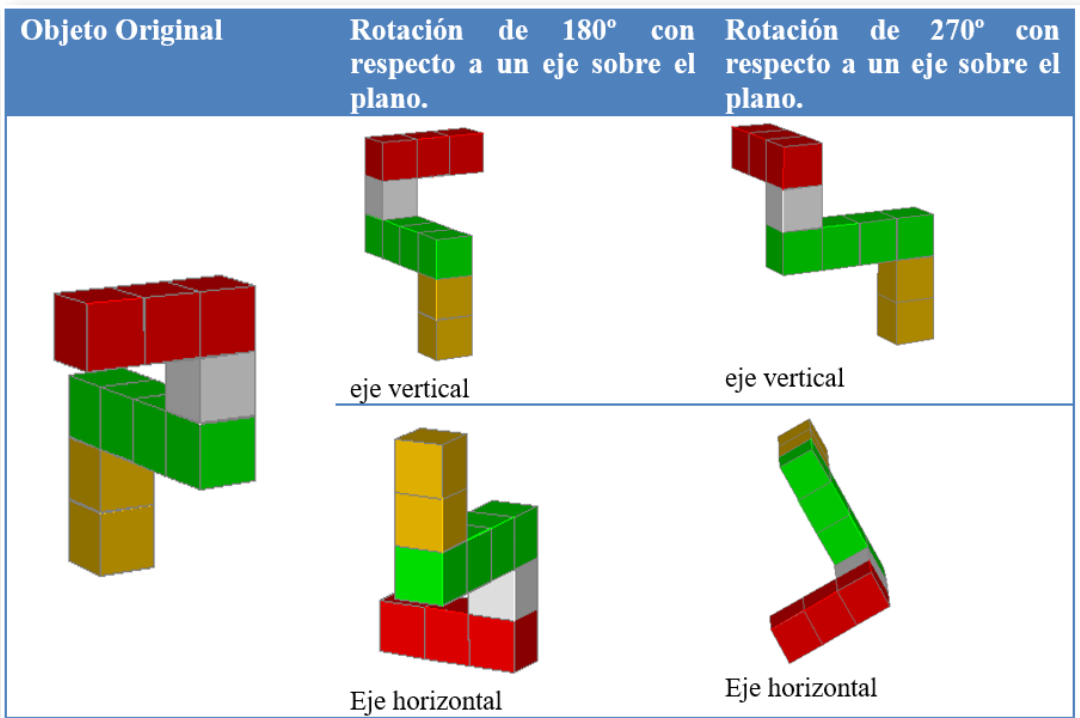 Objeto Original
Rotación de 180º con
respecto a un eje sobre el
plano.
Rotación de 270º con
respecto a un eje sobre el
plano.
eje vertical
eje vertical
Eje horizontal
Eje horizontal